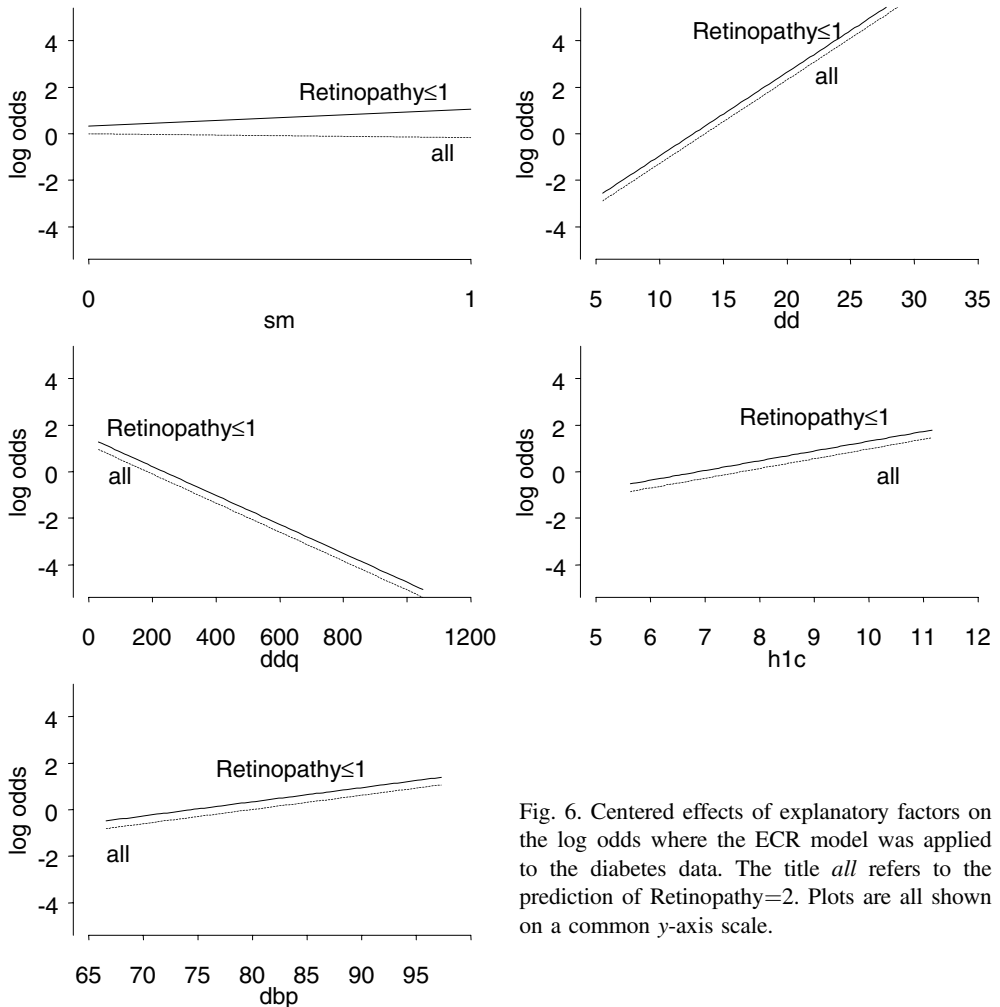 4
2
0
-2
-4
log odds
Retinopathy≤1
all
0 1
sm
4
2
0
-2
-4
log odds
Retinopathy≤1
all
5 10 15 20 25 30 35
dd
4
2
0
-2
-4
log odds
Retinopathy≤1
all
0 200 400 600 800 1200
ddq
4
2
0
-2
-4
log odds
Retinopathy≤1
all
5 6 7 8 9 10 11 12
h1c
4
2
0
-2
-4
log odds
Retinopathy≤1
all
65 70 75 80 85 90 95
dbp
Fig. 6. Centered effects of explanatory factors on
the log odds where the ECR model was applied
to the diabetes data. The title all refers to the
prediction of Retinopathy=2. Plots are all shown
on a common y-axis scale.